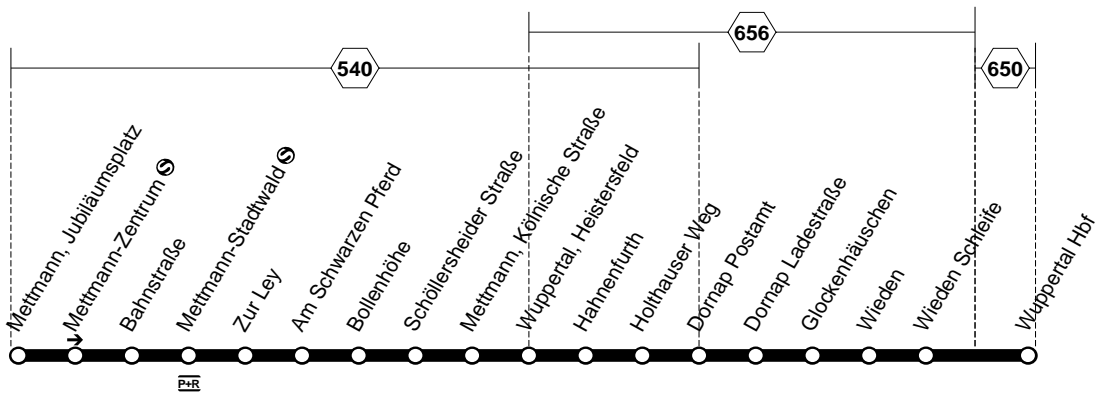 656
540
650
Mettmann, Jubiläumsplatz
Mettmann-Zentrum S
Bahnstraße
Mettmann-Stadtwald S
Zur Ley
Am Schwarzen Pferd
Bollenhöhe
Schöllersheider Straße
Mettmann, Kölnische Straße
Wuppertal, Heistersfeld
Hahnenfurth
Holthauser Weg
Dornap Postamt
Dornap Ladestraße
Glockenhäuschen
Wieden
Wieden Schleife
Wuppertal Hbf
P+R